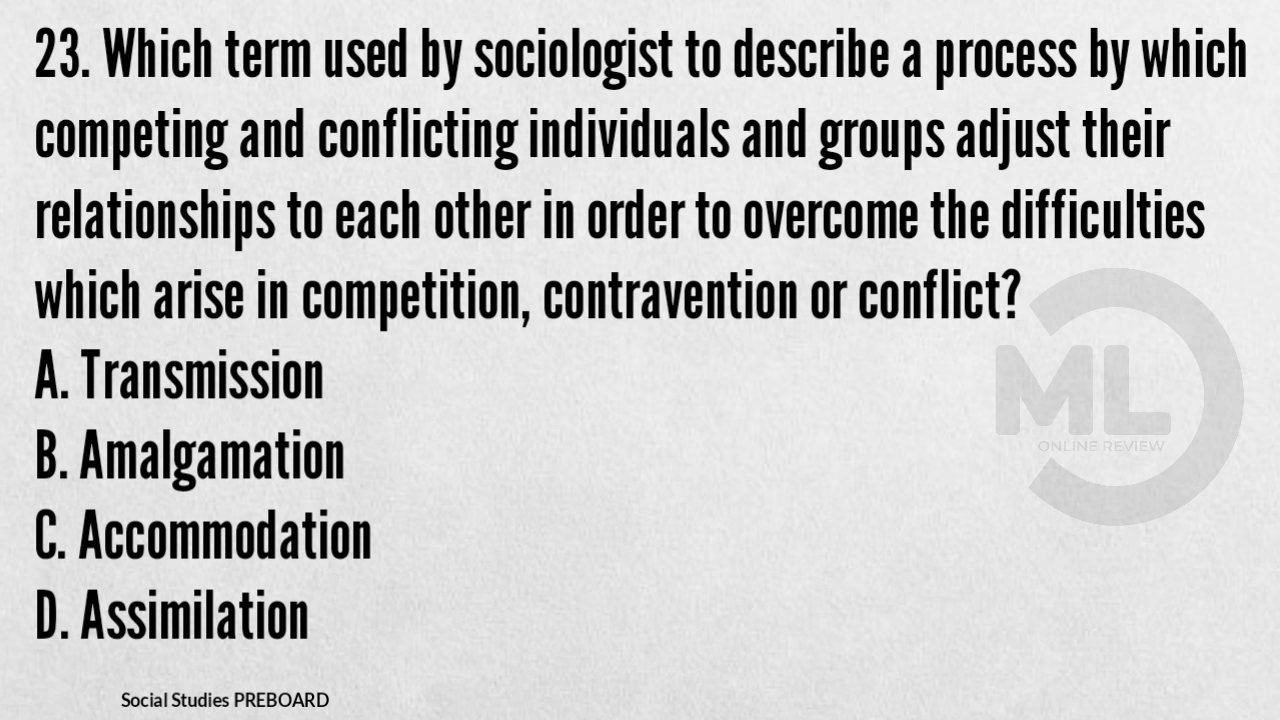 23. Which term used by sociologist to describe a process by which
competing and conflicting individuals and groups adjust their
relationships to each other in order to overcome the difficulties
which arise in competition, contravention or conflict?
A. Transmission
B. Amalgamation
C. Accommodation
D. Assimilation
ML
ONLINE REVIEW
Social Studies PREBOARD